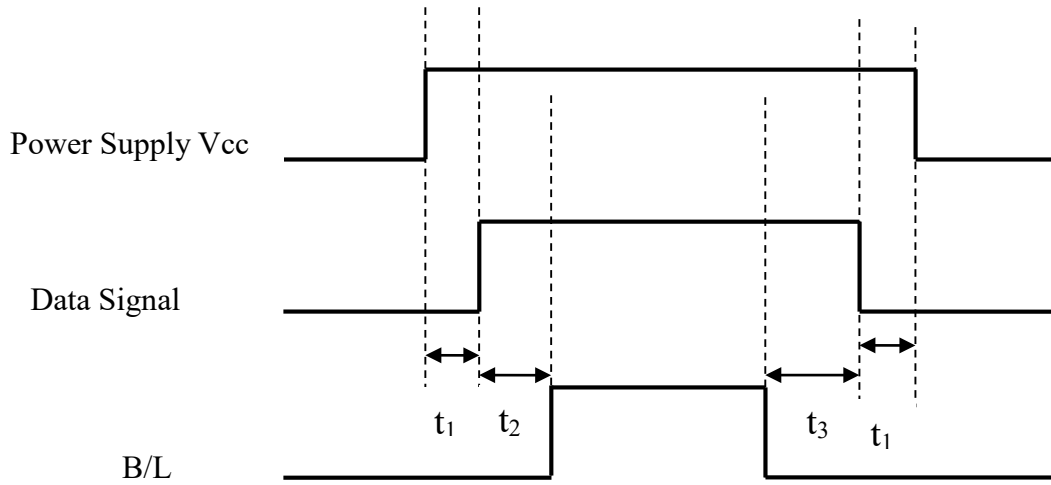 Power Supply Vcc
Data Signal
t₁ t₂ t₃ t₁
B/L